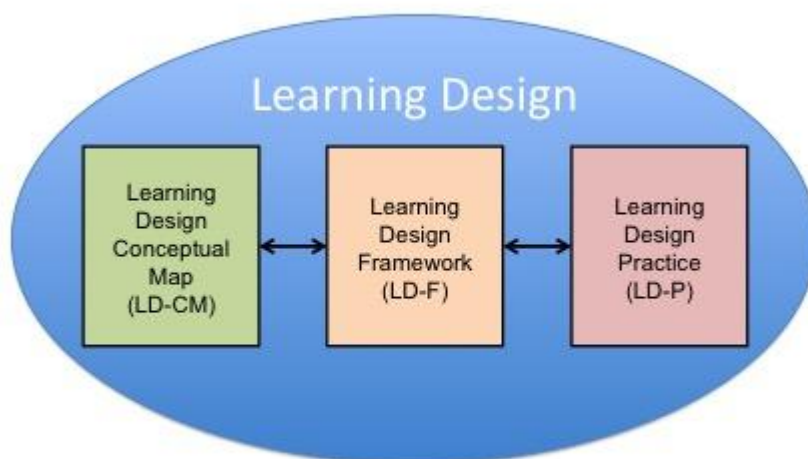 Learning Design
Learning
Design
Conceptual
Map
(LD-CM)
Learning
Design
Framework
(LD-F)
Learning
Design
Practice
(LD-P)